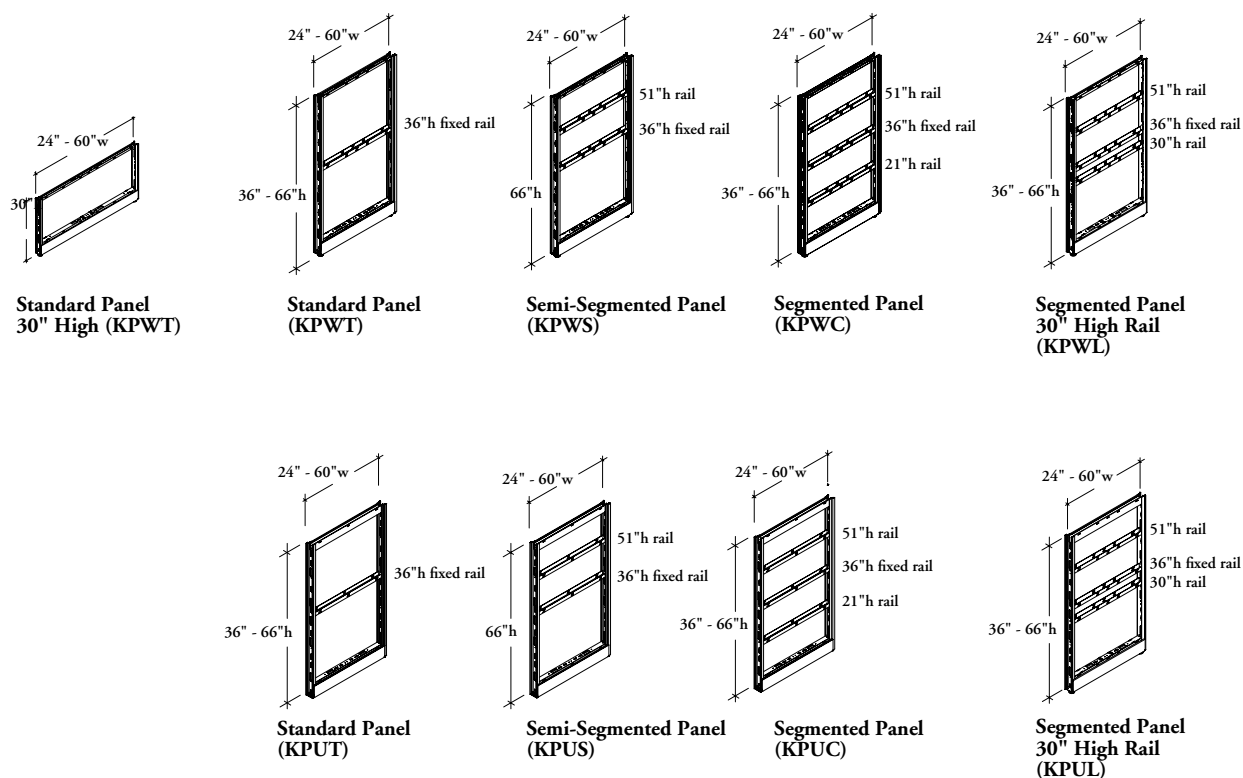 24" - 60"w
30"
Standard Panel
30" High (KPWT)
24" - 60"w
36"h fixed rail
36" - 66"h
Standard Panel
(KPWT)
24" - 60"w
51"h rail
36"h fixed rail
66"h
Semi-Segmented Panel
(KPWS)
24" - 60"w
51"h rail
36"h fixed rail
21"h rail
36" - 66"h
Segmented Panel
(KPWC)
24" - 60"w
51"h rail
36"h fixed rail
30"h rail
36" - 66"h
Segmented Panel
30" High Rail
(KPWL)
24" - 60"w
36"h fixed rail
36" - 66"h
Standard Panel
(KPUT)
24" - 60"w
51"h rail
36"h fixed rail
66"h
Semi-Segmented Panel
(KPUS)
24" - 60"w
51"h rail
36"h fixed rail
21"h rail
36" - 66"h
Segmented Panel
(KPUC)
24" - 60"w
51"h rail
36"h fixed rail
30"h rail
36" - 66"h
Segmented Panel
30" High Rail
(KPUL)